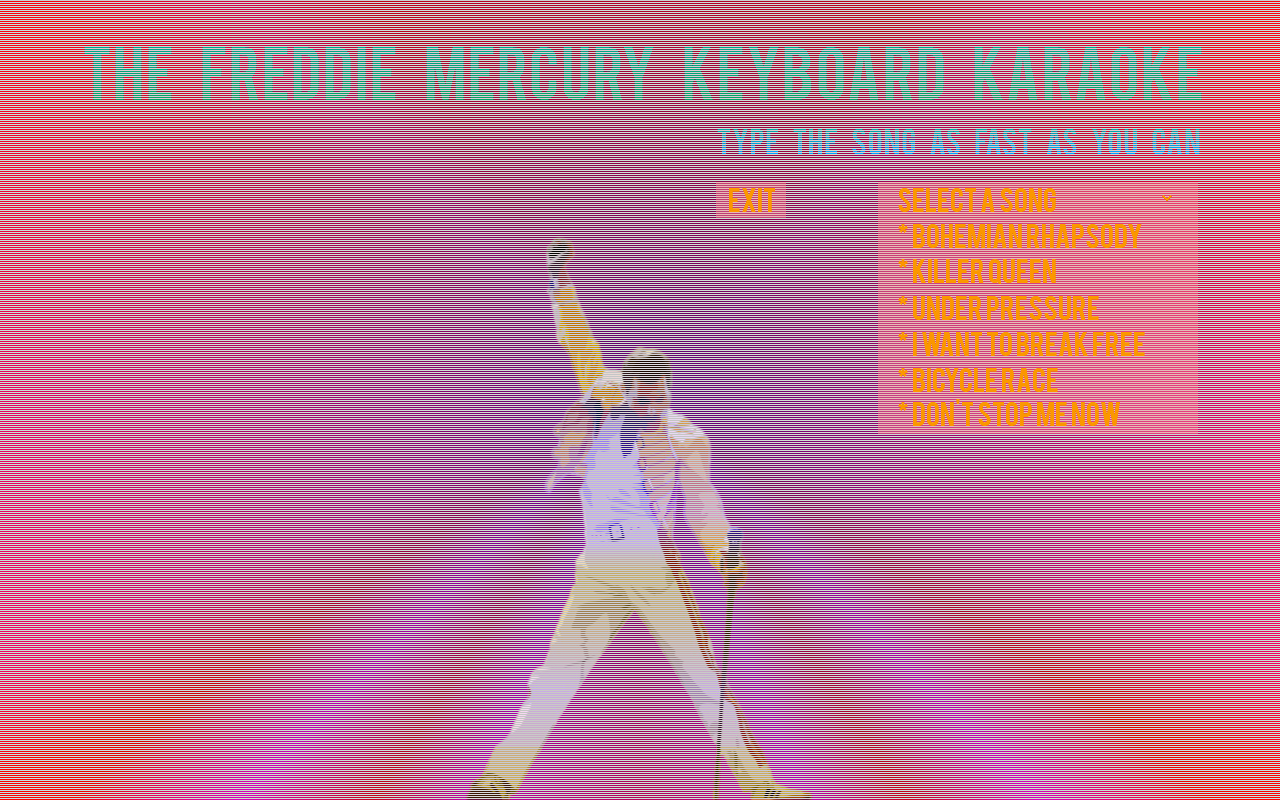 THE FREDDIE MERCURY KEYBOARD KARAOKE
TYPE THE SONG AS FAST AS YOU CAN
EXIT
SELECT A SONG
* BOHEMIAN RHAPSODY
* KILLER QUEEN
* UNDER PRESSURE
* I WANT TO BREAK FREE
* BICYCLE RACE
* DON'T STOP ME NOW